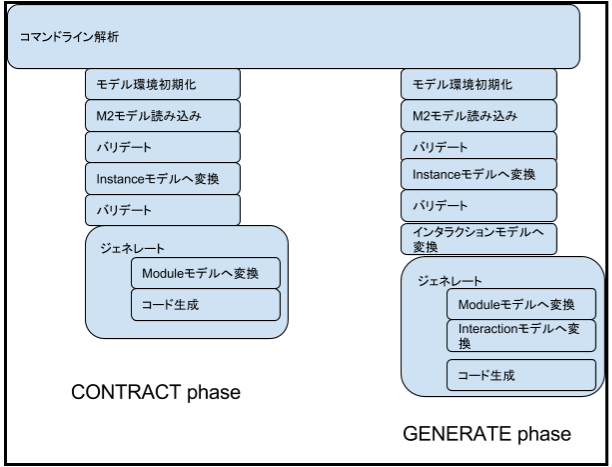 コマンドライン解析
モデル環境初期化
M2モデル読み込み
バリデート
Instanceモデルへ変換
バリデート
ジェネレート
Moduleモデルへ変換
コード生成
CONTRACT phase
モデル環境初期化
M2モデル読み込み
バリデート
Instanceモデルへ変換
バリデート
インタラクションモデルへ
変換
ジェネレート
Moduleモデルへ変換
Interactionモデルへ変
換
コード生成
GENERATE phase